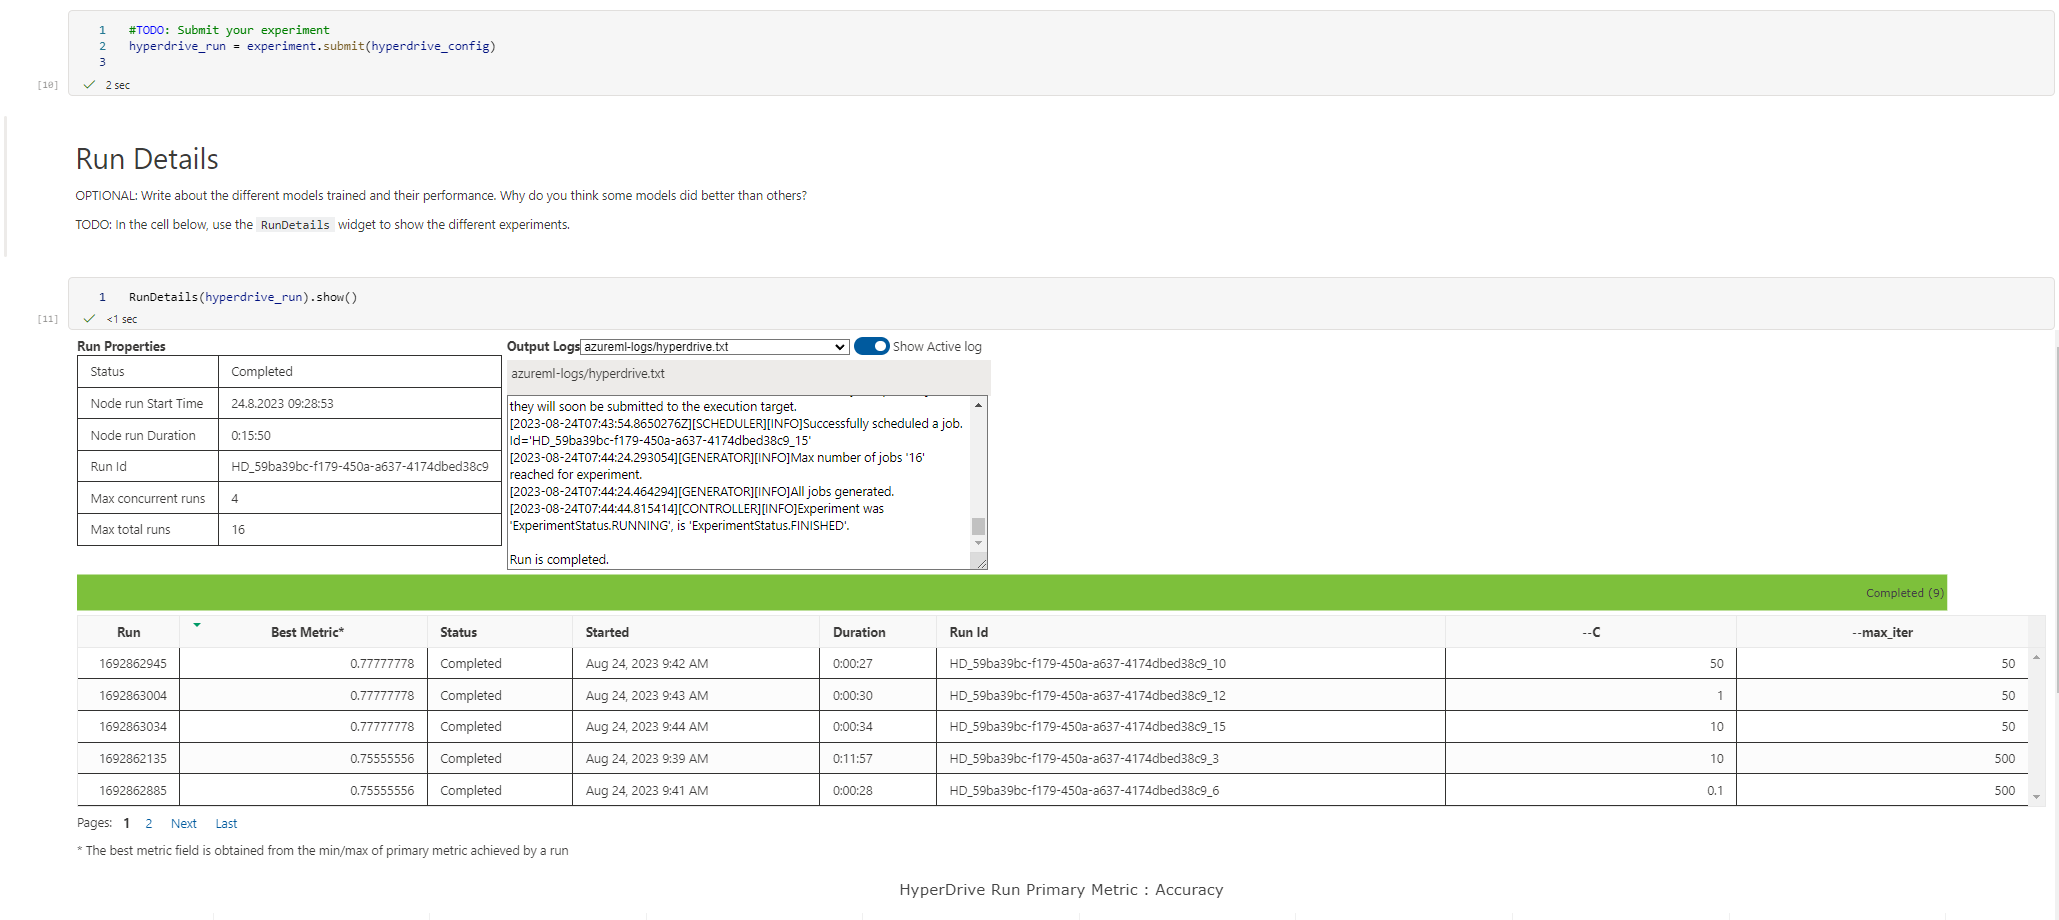 1 #TODO: Submit your experiment
2 hyperdrive_run = experiment.submit(hyperdrive_config)
3
[10] 2 sec
Run Details
OPTIONAL: Write about the different models trained and their performance. Why do you think some models did better than others?
TODO: In the cell below, use the RunDetails widget to show the different experiments.
1 RunDetails(hyperdrive_run).show()
[11] <1 sec
Run Properties
Status Completed
Node run Start Time 24.8.2023 09:28:53
Node run Duration 0:15:50
Run Id HD_59ba39bc-f179-450a-a637-4174dbed38c9
Max concurrent runs 4
Max total runs 16
Output Logs azureml-logs/hyperdrive.txt Show Active log
azureml-logs/hyperdrive.txt
they will soon be submitted to the execution target.
[2023-08-24T07:43:54.8650276Z][SCHEDULER][INFO]Successfully scheduled a job.
Id='HD_59ba39bc-f179-450a-a637-4174dbed38c9_15'
[2023-08-24T07:44:24.293054][GENERATOR][INFO]Max number of jobs '16'
reached for experiment.
[2023-08-24T07:44:24.464294][GENERATOR][INFO]All jobs generated.
[2023-08-24T07:44:44.815414][CONTROLLER][INFO]Experiment was
'ExperimentStatus.RUNNING', is 'ExperimentStatus.FINISHED'.
Run is completed.
Completed (9)
Run Best Metric* Status Started Duration Run Id --C --max_iter
1692862945 0.77777778 Completed Aug 24, 2023 9:42 AM 0:00:27 HD_59ba39bc-f179-450a-a637-4174dbed38c9_10 50 50
1692863004 0.77777778 Completed Aug 24, 2023 9:43 AM 0:00:30 HD_59ba39bc-f179-450a-a637-4174dbed38c9_12 1 50
1692863034 0.77777778 Completed Aug 24, 2023 9:44 AM 0:00:34 HD_59ba39bc-f179-450a-a637-4174dbed38c9_15 10 50
1692862135 0.75555556 Completed Aug 24, 2023 9:39 AM 0:11:57 HD_59ba39bc-f179-450a-a637-4174dbed38c9_3 10 500
1692862885 0.75555556 Completed Aug 24, 2023 9:41 AM 0:00:28 HD_59ba39bc-f179-450a-a637-4174dbed38c9_6 0.1 500
Pages: 1 2 Next Last
* The best metric field is obtained from the min/max of primary metric achieved by a run
HyperDrive Run Primary Metric : Accuracy